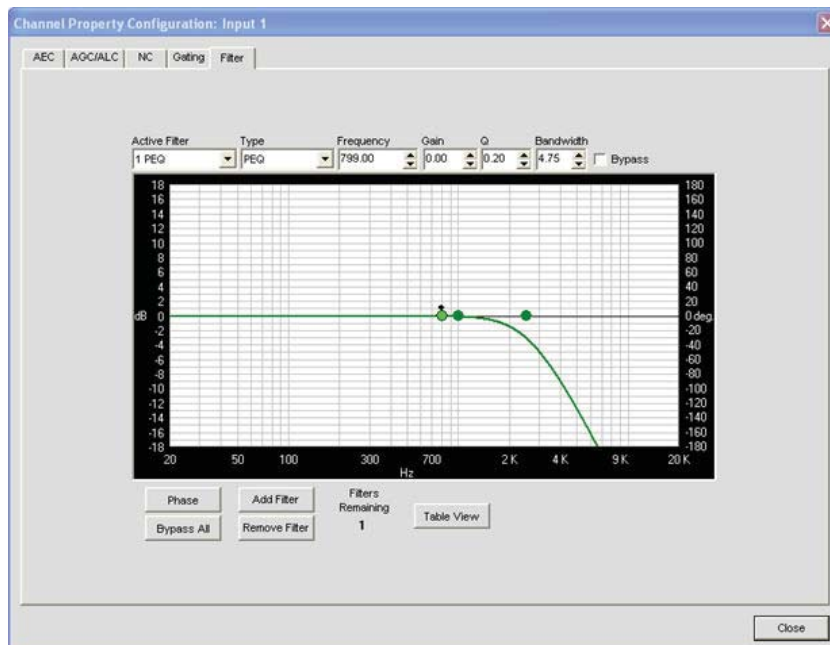 Channel Property Configuration: Input 1
AEC AGC/ALC NC Gating Filter
Active Filter Type Frequency Gain Q Bandwidth
1 PEQ PEQ 799.00 0.00 0.20 4.75 Bypass
18 180
16 160
14 140
12 120
10 100
8 80
6 60
4 40
2 20
dB 0 0 deg.
-2 -20
-4 -40
-6 -60
-8 -80
-10 -100
-12 -120
-14 -140
-16 -160
-18 -180
20 50 100 300 700 2 K 4 K 9 K 20 K
Hz
Phase Add Filter Filters
Remaining
1 Table View
Bypass All Remove Filter
Close